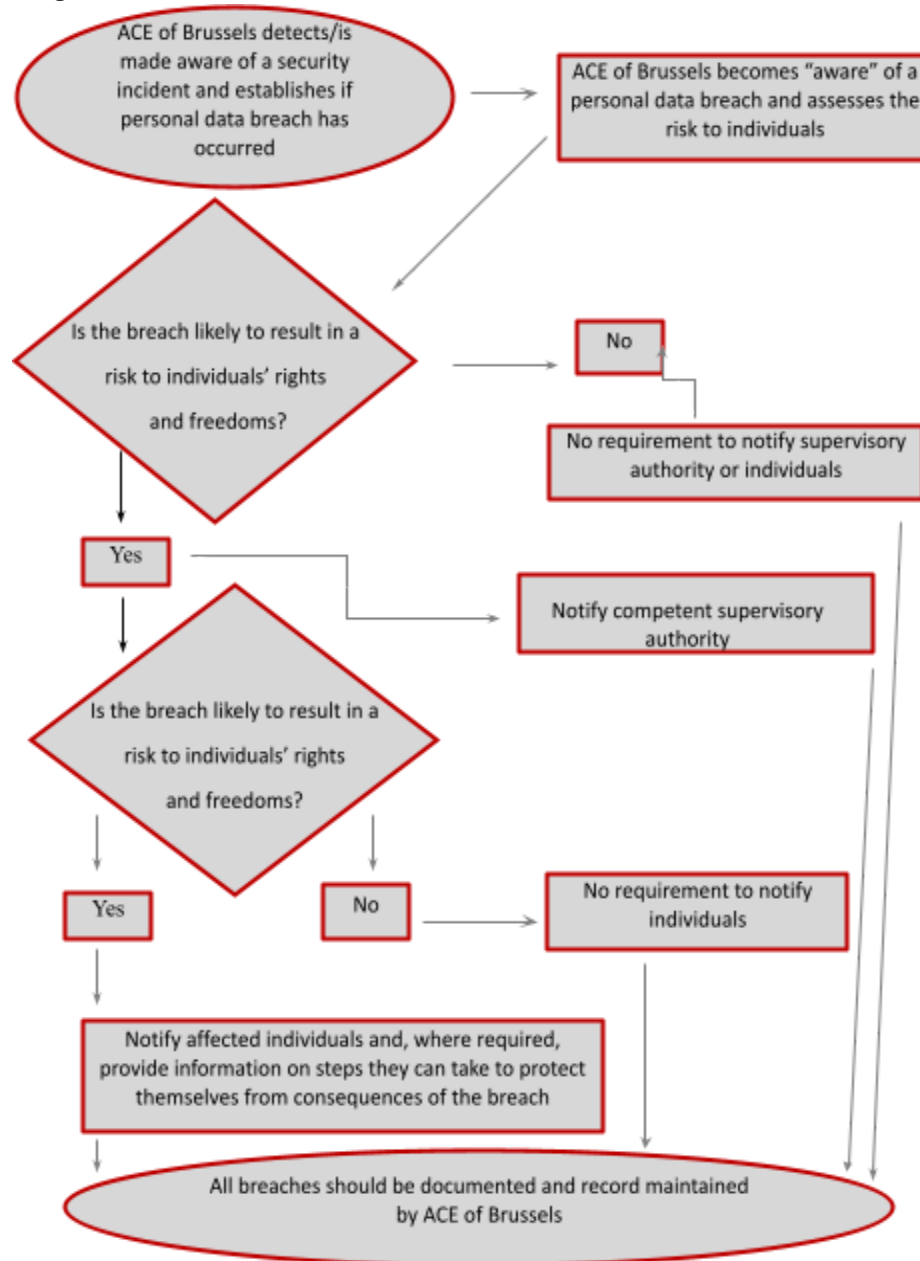 ACE of Brussels detects/is
made aware of a security
incident and establishes if
personal data breach has
occurred
ACE of Brussels becomes “aware” of a
personal data breach and assesses the
risk to individuals
Is the breach likely to result in a
risk to individuals’ rights
and freedoms?
No
No requirement to notify supervisory
authority or individuals
Yes
Notify competent supervisory
authority
Is the breach likely to result in a
risk to individuals’ rights
and freedoms?
Yes
No
No requirement to notify
individuals
Notify affected individuals and, where required,
provide information on steps they can take to protect
themselves from consequences of the breach
All breaches should be documented and record maintained
by ACE of Brussels